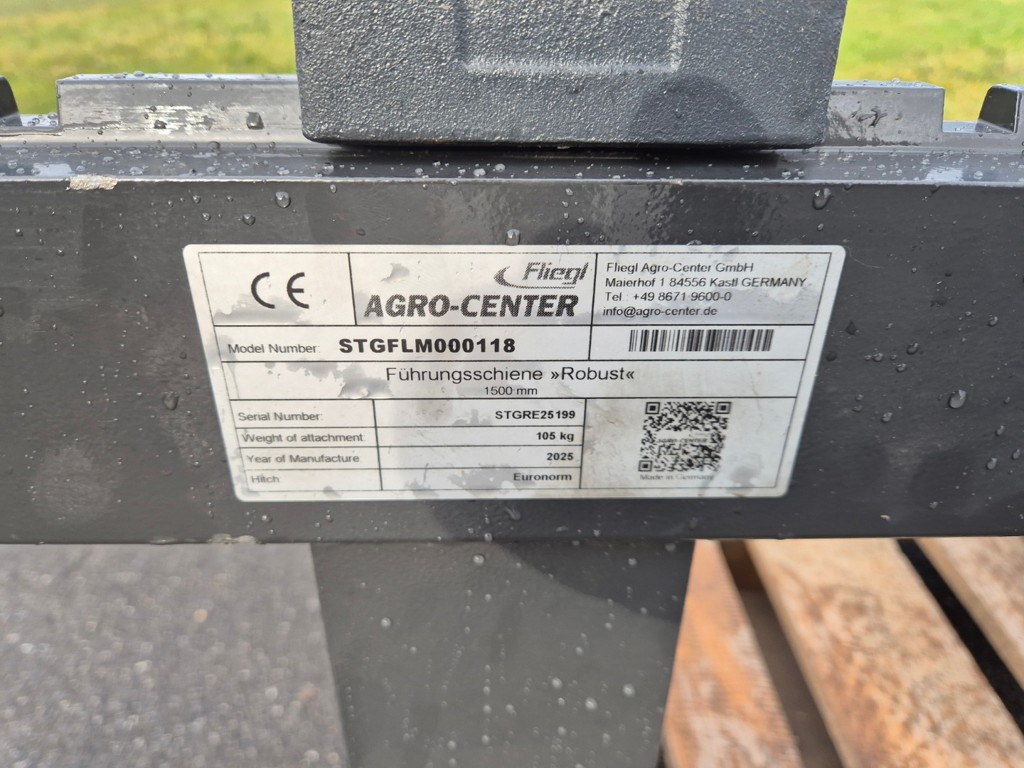 CE
Fliegl
AGRO-CENTER
Fliegl Agro-Center GmbH
Maierhof 1 84556 Kastl GERMANY
Tel +49 8671 9600-0
info@agro-center.de
Model Number: STGFLM000118
Führungsschiene »Robust«
1500 mm
Serial Number: STGRE25199
Weight of attachment: 105 kg
Year of Manufacture: 2025
Hitch Euronorm
AGRO-CENTER
Made in Germany